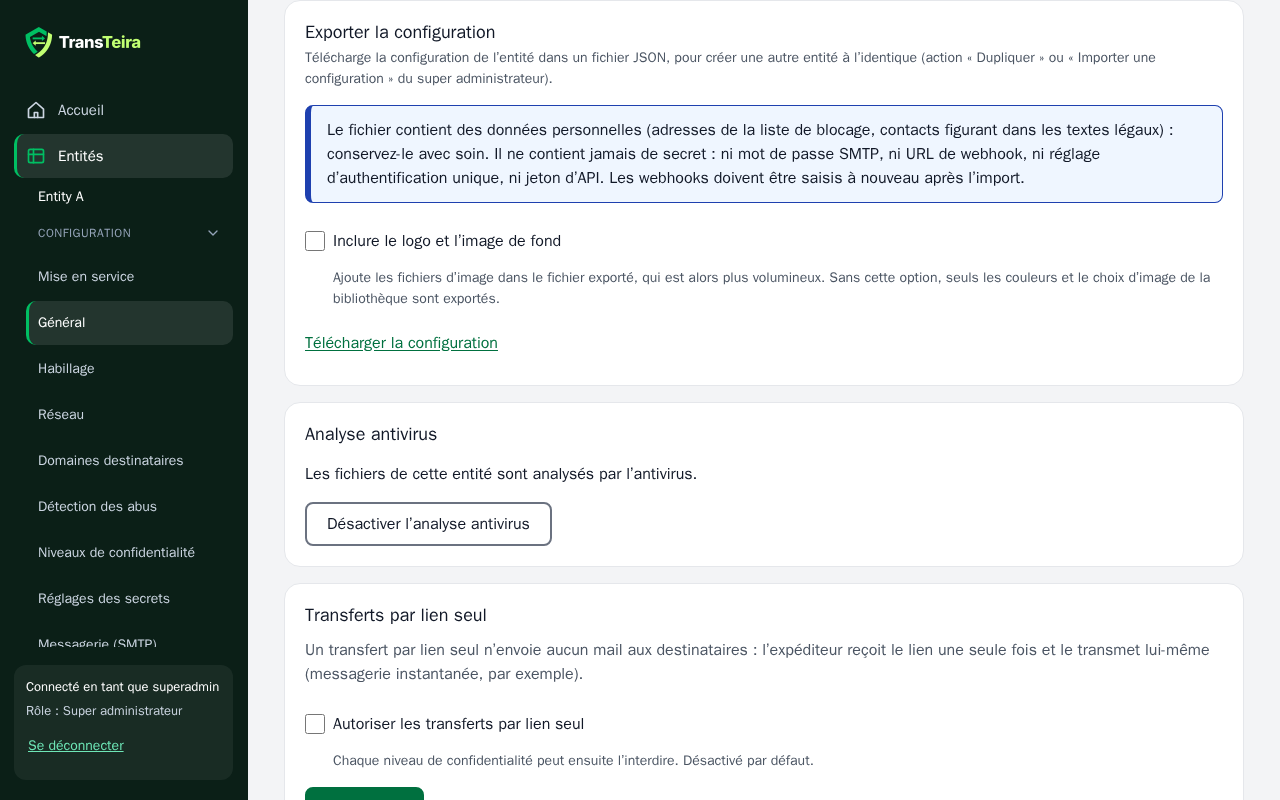 TransTeira
Accueil
Entités
Entity A
CONFIGURATION
Mise en service
Général
Habillage
Réseau
Domaines destinataires
Détection des abus
Niveaux de confidentialité
Réglages des secrets
Messagerie (SMTP)
Connecté en tant que superadmin
Rôle : Super administrateur
Se déconnecter
Exporter la configuration
Télécharge la configuration de l’entité dans un fichier JSON, pour créer une autre entité à l’identique (action « Dupliquer » ou « Importer une
configuration » du super administrateur).
Le fichier contient des données personnelles (adresses de la liste de blocage, contacts figurant dans les textes légaux) :
conservez-le avec soin. Il ne contient jamais de secret : ni mot de passe SMTP, ni URL de webhook, ni réglage
d’authentification unique, ni jeton d’API. Les webhooks doivent être saisis à nouveau après l’import.
Inclure le logo et l’image de fond
Ajoute les fichiers d’image dans le fichier exporté, qui est alors plus volumineux. Sans cette option, seuls les couleurs et le choix d’image de la
bibliothèque sont exportés.
Télécharger la configuration
Analyse antivirus
Les fichiers de cette entité sont analysés par l’antivirus.
Désactiver l’analyse antivirus
Transferts par lien seul
Un transfert par lien seul n’envoie aucun mail aux destinataires : l’expéditeur reçoit le lien une seule fois et le transmet lui-même
(messagerie instantanée, par exemple).
Autoriser les transferts par lien seul
Chaque niveau de confidentialité peut ensuite l’interdire. Désactivé par défaut.